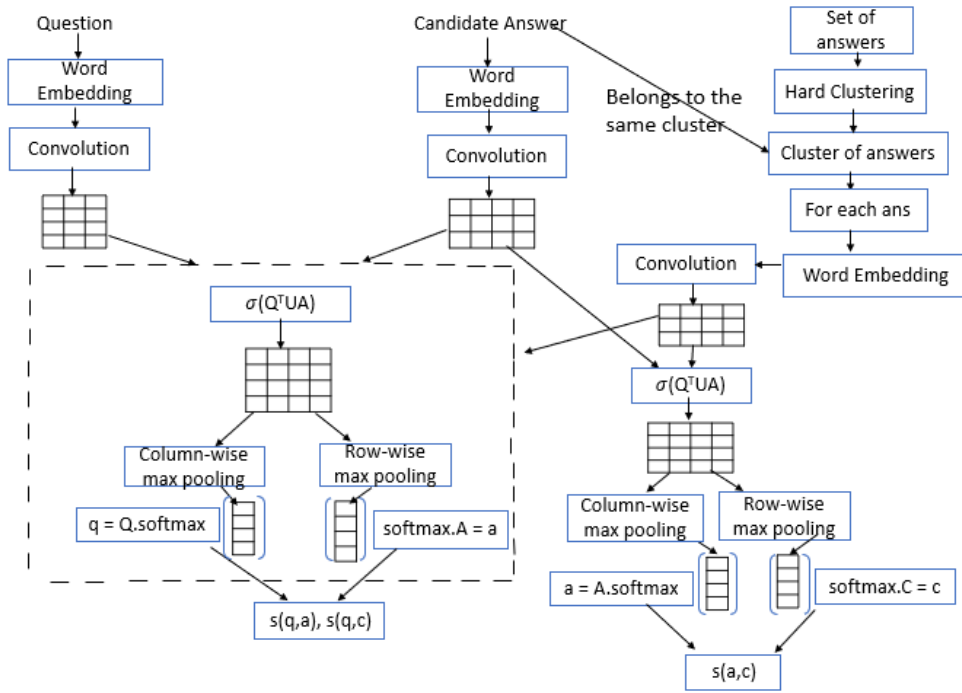 Question
Candidate Answer
Set of
answers
Word
Embedding
Word
Embedding
Belongs to the
same cluster
Hard Clustering
Convolution
Convolution
Cluster of answers
For each ans
Convolution
Word Embedding
σ(QᵀUA)
σ(QᵀUA)
Column-wise
max pooling
Row-wise
max pooling
q = Q.softmax
softmax.A = a
Column-wise
max pooling
Row-wise
max pooling
a = A.softmax
softmax.C = c
s(q,a), s(q,c)
s(a,c)